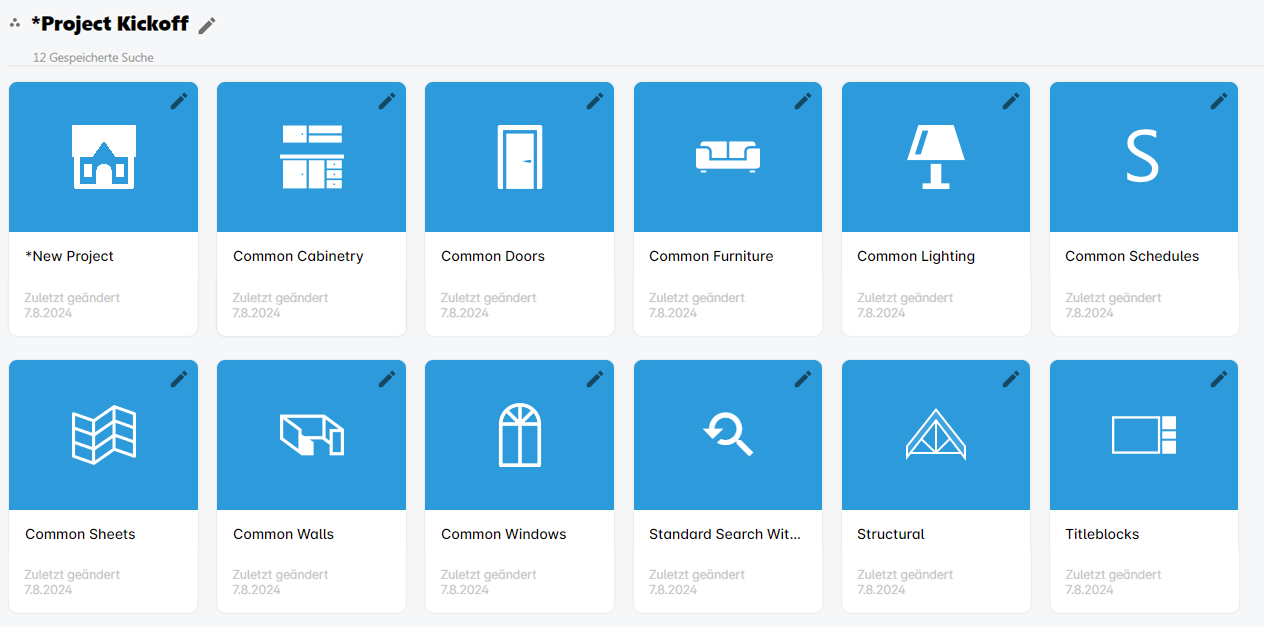 *Project Kickoff
12 Gespeicherte Suche
S
*New Project
Zuletzt geändert
7.8.2024
Common Cabinetry
Zuletzt geändert
7.8.2024
Common Doors
Zuletzt geändert
7.8.2024
Common Furniture
Zuletzt geändert
7.8.2024
Common Lighting
Zuletzt geändert
7.8.2024
Common Schedules
Zuletzt geändert
7.8.2024
Common Sheets
Zuletzt geändert
7.8.2024
Common Walls
Zuletzt geändert
7.8.2024
Common Windows
Zuletzt geändert
7.8.2024
Standard Search Wit...
Zuletzt geändert
7.8.2024
Structural
Zuletzt geändert
7.8.2024
Titleblocks
Zuletzt geändert
7.8.2024